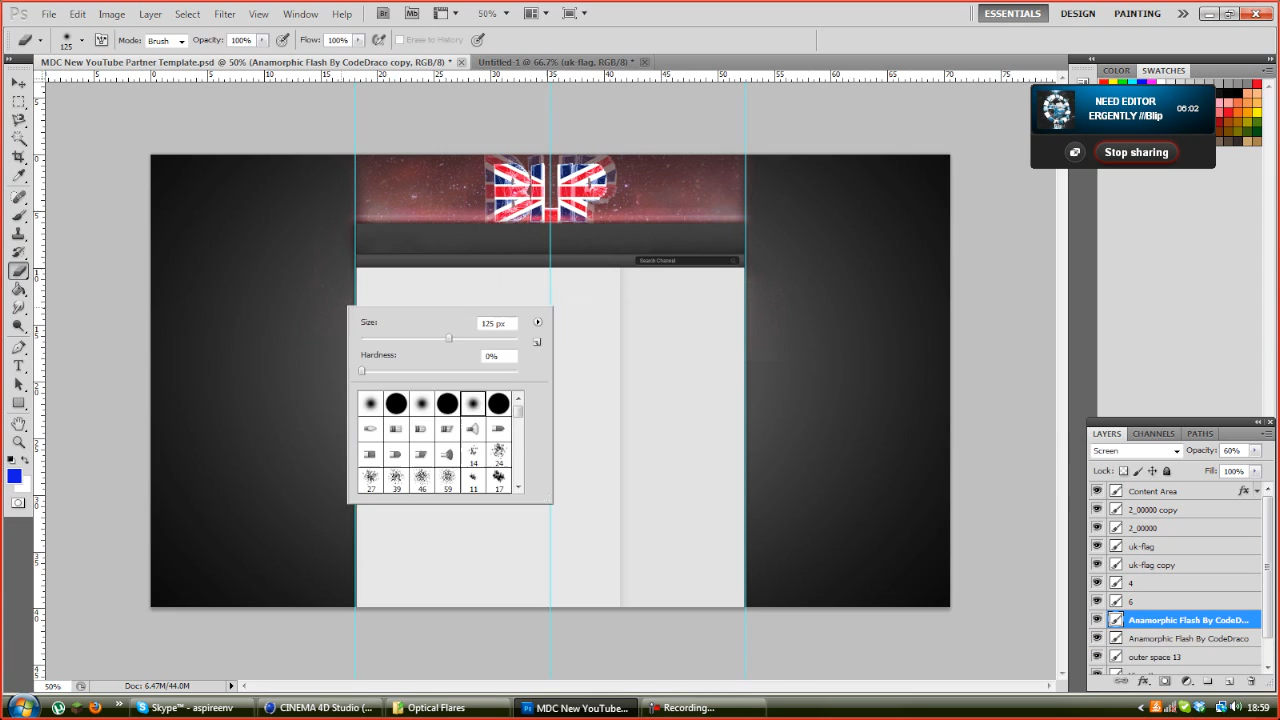 Ps File Edit Image Layer Select Filter Analysis View Window Help Br Mb 50% ESSENTIALS DESIGN PAINTING
125 Mode: Brush Opacity: 100% Flow: 100% Erase to History
MDC New YouTube Partner Template.psd @ 50% (Anamorphic Flash By CodeDraco copy, RGB/8) * Untitled-1 @ 66.7% (uk-flag, RGB/8) *
COLOR SWATCHES
NEED EDITOR
ERGENTLY ///Blip
06:02
Stop sharing
Search Channel
Size: 125 px
Hardness: 0%
14 24
27 39 46 59 11 17
LAYERS CHANNELS PATHS
Screen Opacity: 60%
Lock: Fill: 100%
Content Area fx
2_00000 copy
2_00000
uk-flag
uk-flag copy
4
6
Anamorphic Flash By CodeD...
Anamorphic Flash By CodeDraco
outer space 13
50% Doc: 6.47M/44.0M
Skype™ - aspireenv CINEMA 4D Studio (... Optical Flares MDC New YouTube... Recording... 18:59